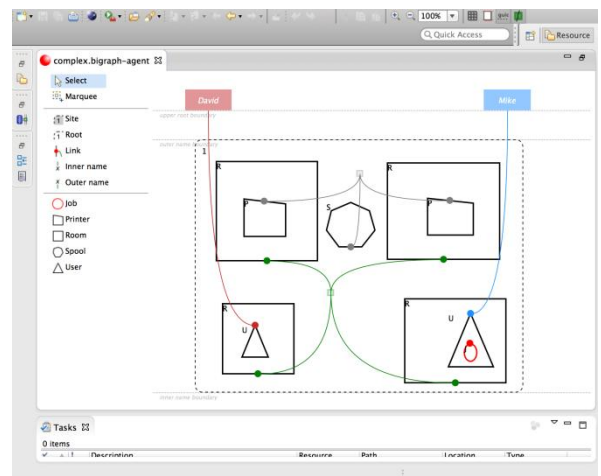 100%
Quick Access
Resource
complex.bigraph-agent
Select
Marquee
Site
Root
Link
Inner name
Outer name
Job
Printer
Room
Spool
User
David
Mike
upper root boundary
outer name boundary
1
R
R
P
S
P
R
R
U
U
inner name boundary
Tasks
0 items
Description
Resource
Path
Location
Type